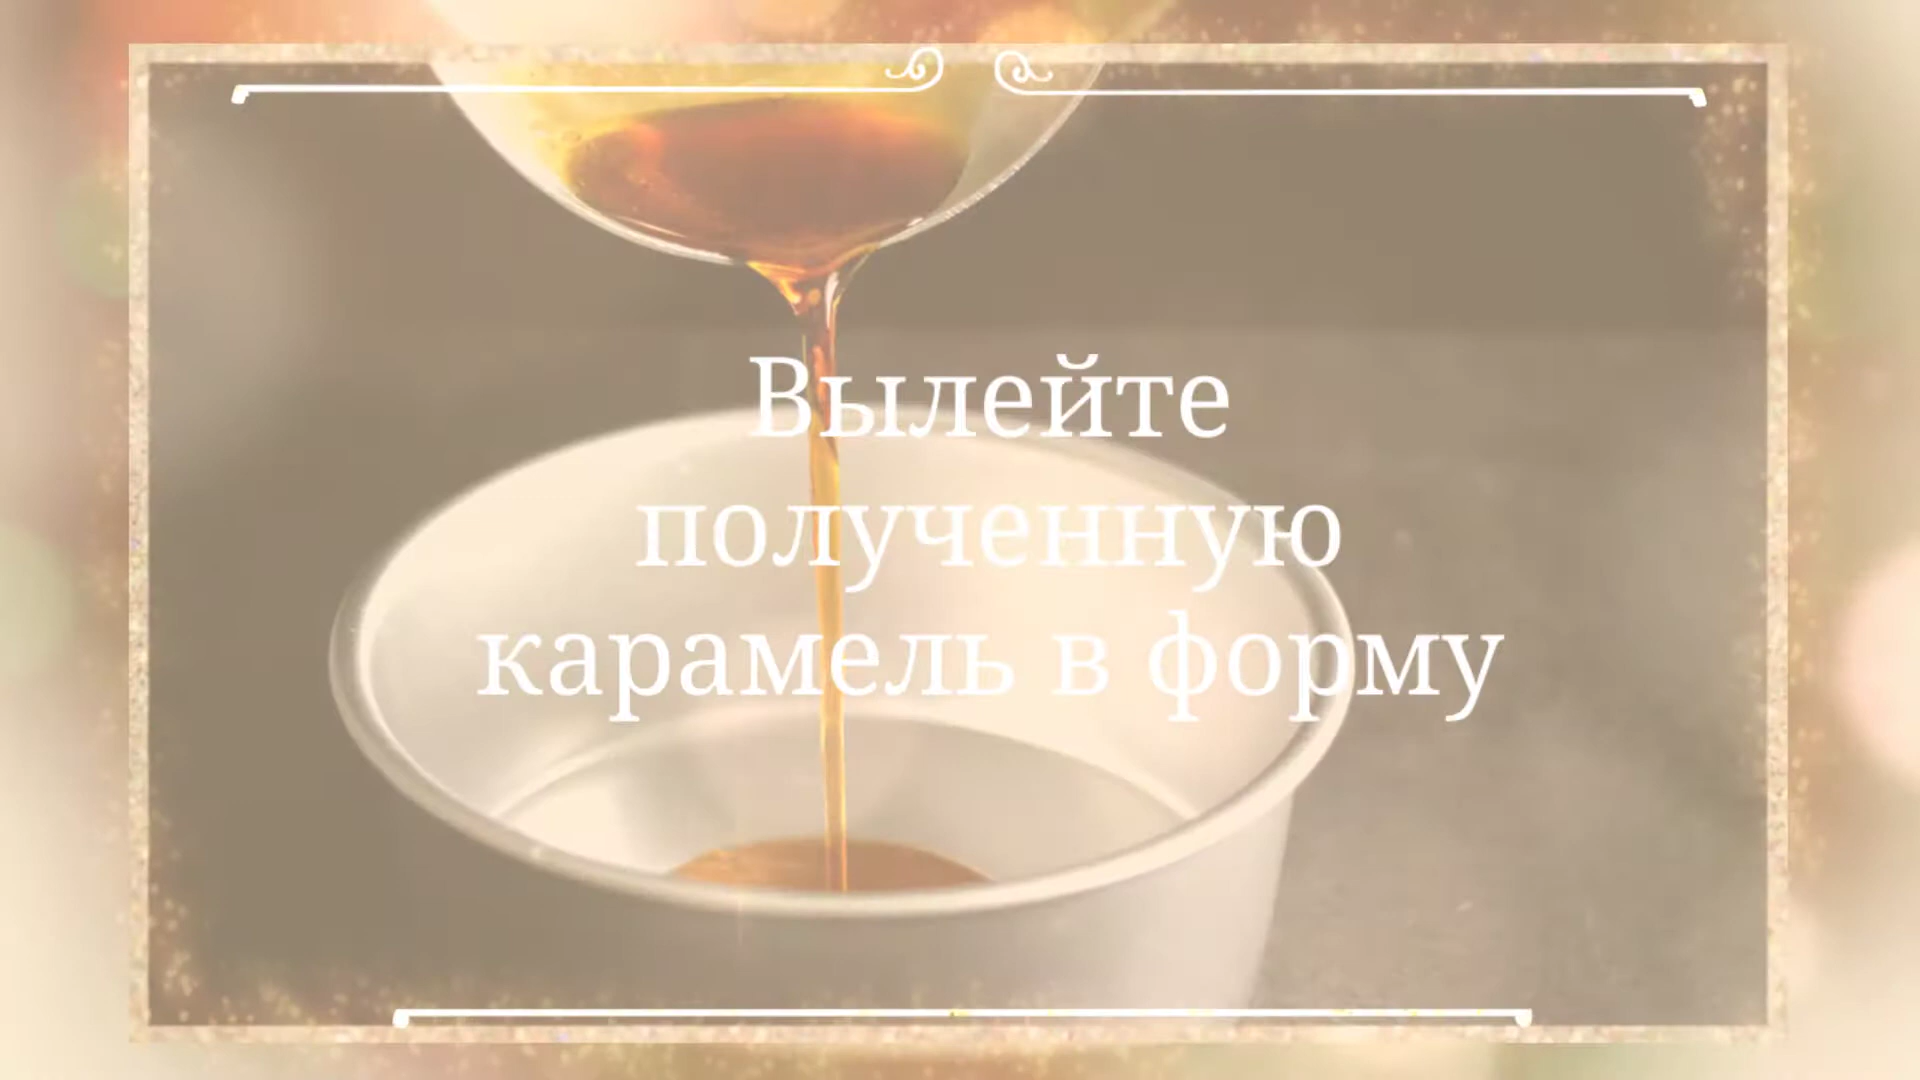 Вылейте
полученную
карамель в форму